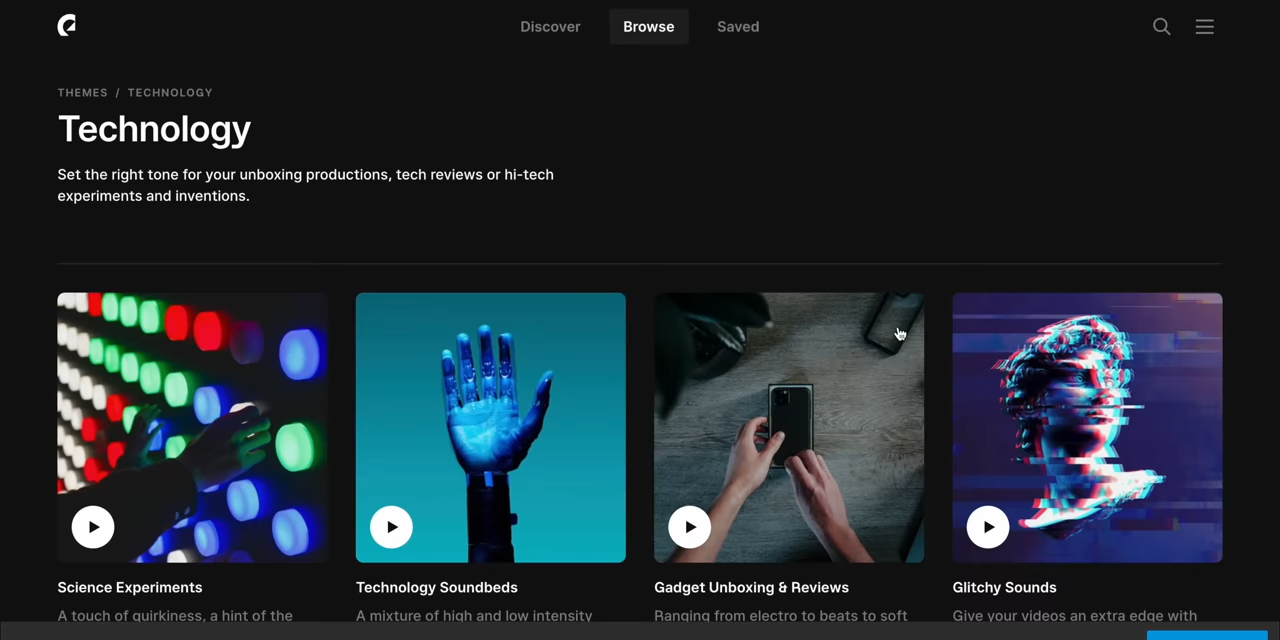 Discover Browse Saved
THEMES / TECHNOLOGY
Technology
Set the right tone for your unboxing productions, tech reviews or hi-tech
experiments and inventions.
Science Experiments
A touch of quirkiness, a hint of the
Technology Soundbeds
A mixture of high and low intensity
Gadget Unboxing & Reviews
Ranging from electro to beats to soft
Glitchy Sounds
Give your videos an extra edge with